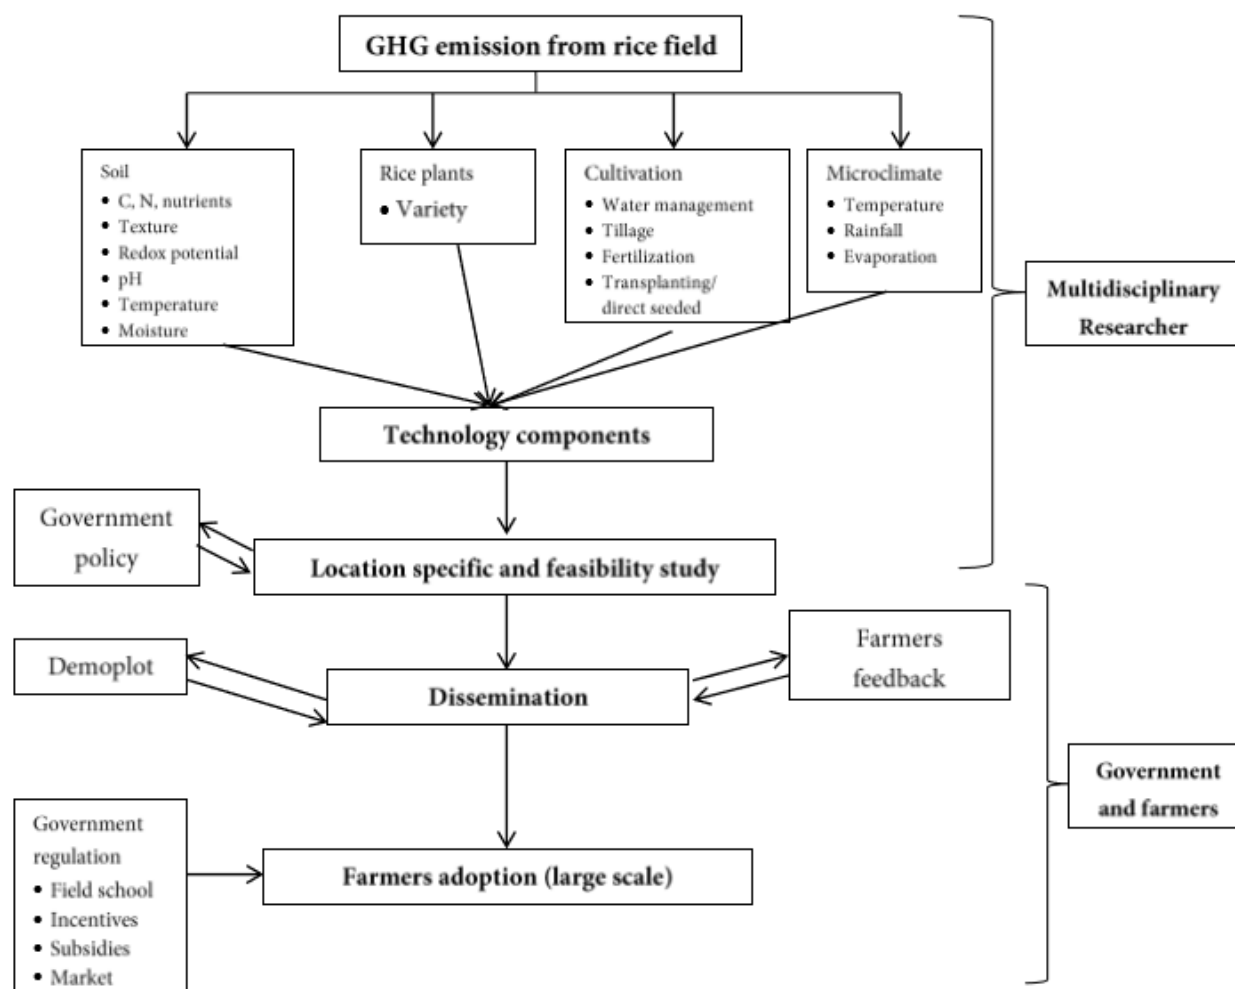 GHG emission from rice field
Soil
• C, N, nutrients
• Texture
• Redox potential
• pH
• Temperature
• Moisture
Rice plants
• Variety
Cultivation
• Water management
• Tillage
• Fertilization
• Transplanting/
direct seeded
Microclimate
• Temperature
• Rainfall
• Evaporation
Multidisciplinary
Researcher
Technology components
Government
policy
Location specific and feasibility study
Demoplot
Dissemination
Farmers
feedback
Government
and farmers
Government
regulation
• Field school
• Incentives
• Subsidies
• Market
Farmers adoption (large scale)